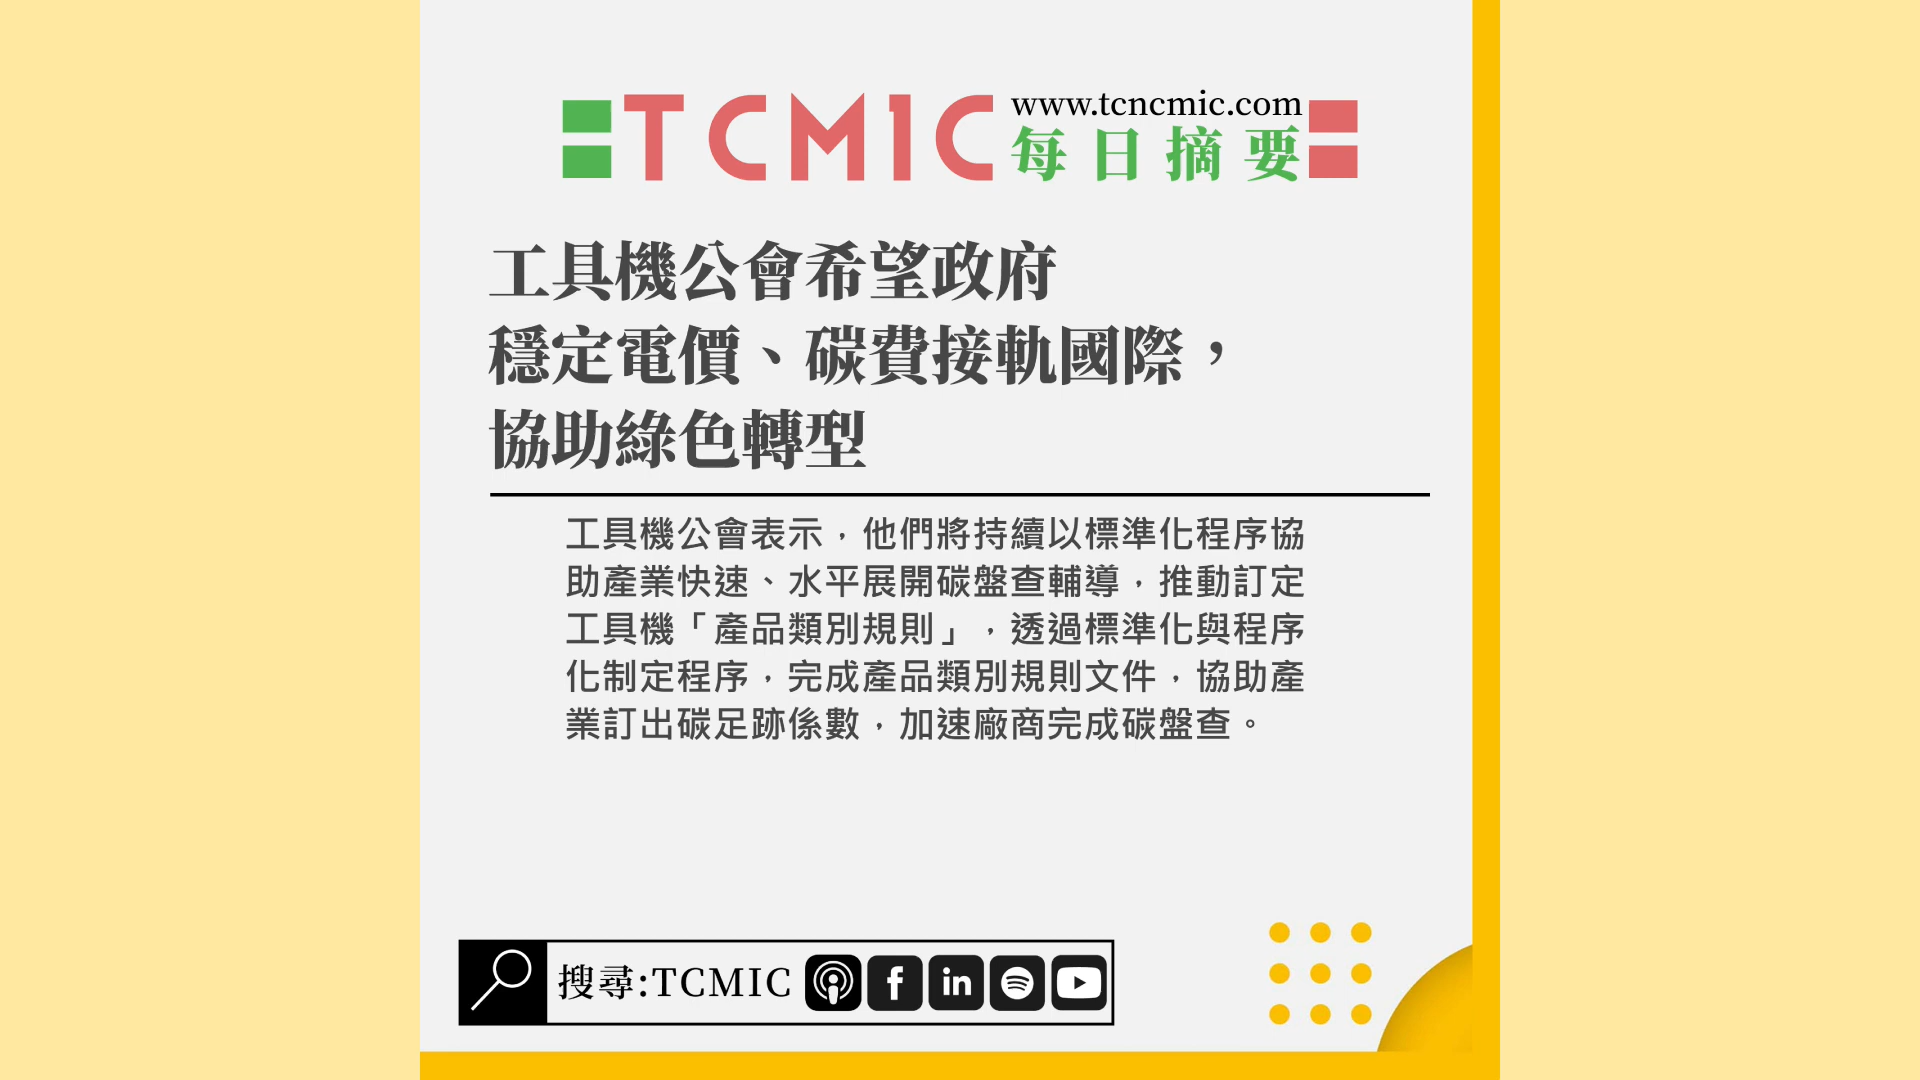 TCMIC
www.tcncmic.com
每日摘要
工具機公會希望政府
穩定電價、碳費接軌國際，
協助綠色轉型
工具機公會表示，他們將持續以標準化程序協
助產業快速、水平展開碳盤查輔導，推動訂定
工具機「產品類別規則」，透過標準化與程序
化制定程序，完成產品類別規則文件，協助產
業訂出碳足跡係數，加速廠商完成碳盤查。
搜尋:TCMIC